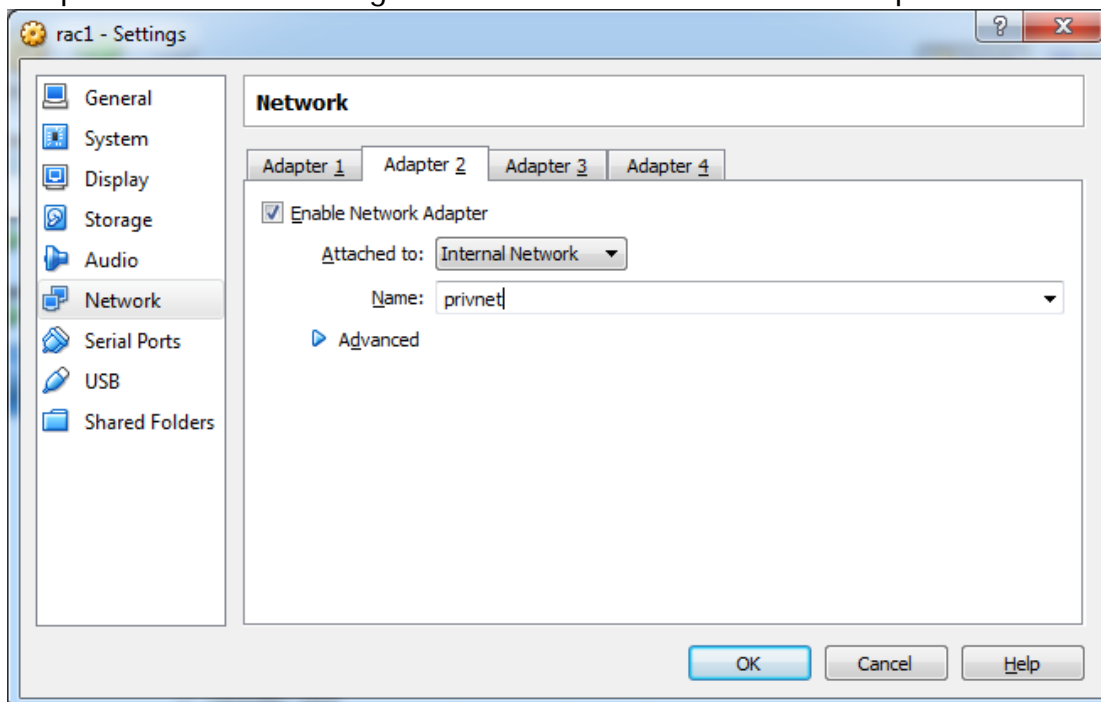 rac1 - Settings
General
System
Display
Storage
Audio
Network
Serial Ports
USB
Shared Folders
Network
Adapter 1 Adapter 2 Adapter 3 Adapter 4
Enable Network Adapter
Attached to: Internal Network
Name: privnet
Advanced
OK Cancel Help